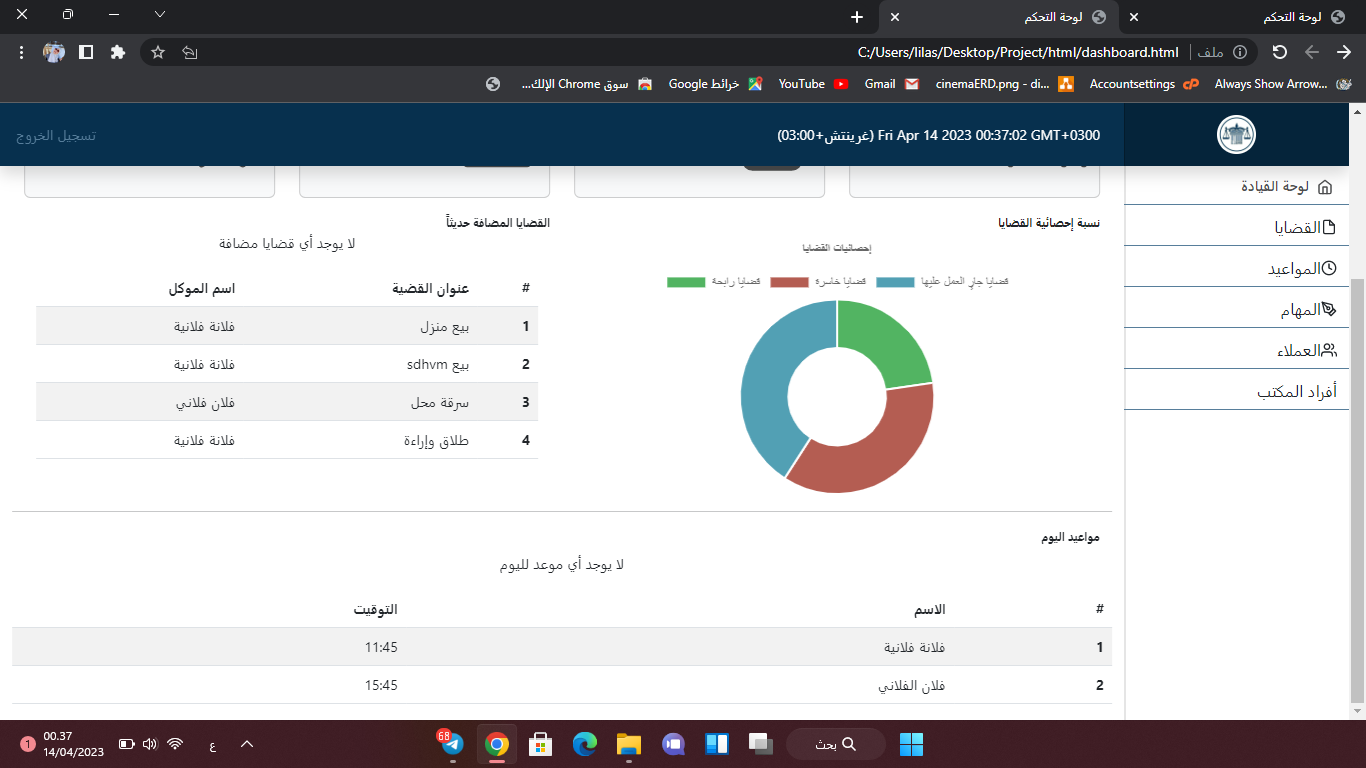 لوحة التحكم
لوحة التحكم
ملف
C:/Users/lilas/Desktop/Project/html/dashboard.html
Always Show Arrow...
Accountsettings
cinemaERD.png - di...
Gmail
YouTube
خرائط Google
سوق Chrome الإلك...
Fri Apr 14 2023 00:37:02 GMT+0300 (غرينتش+03:00)
تسجيل الخروج
لوحة القيادة
القضايا
المواعيد
المهام
العملاء
أفراد المكتب
نسبة إحصائية القضايا
إحصائيات القضايا
قضايا جارٍ العمل عليها
قضايا خاسرة
قضايا رابحة
القضايا المضافة حديثاً
لا يوجد أي قضايا مضافة
# عنوان القضية اسم الموكل
1 بيع منزل فلانة فلانية
2 بيع sdhvm فلانة فلانية
3 سرقة محل فلان فلاني
4 طلاق وإراءة فلانة فلانية
مواعيد اليوم
لا يوجد أي موعد لليوم
# الاسم التوقيت
1 فلانة فلانية 11:45
2 فلان الفلاني 15:45
بحث
68
ع
00.37
14/04/2023
1